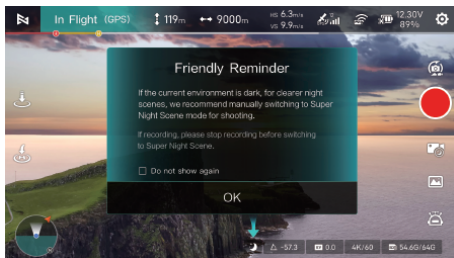 In Flight (GPS) 119m 9000m HS 6.3m/s 12.30V
VS 9.9m/s 89%
Friendly Reminder
If the current environment is dark, for clearer night
scenes, we recommend manually switching to Super
Night Scene mode for shooting.
If recording, please stop recording before switching
to Super Night Scene.
Do not show again
OK
-57.3 0.0 4K/60 54.6G/64G